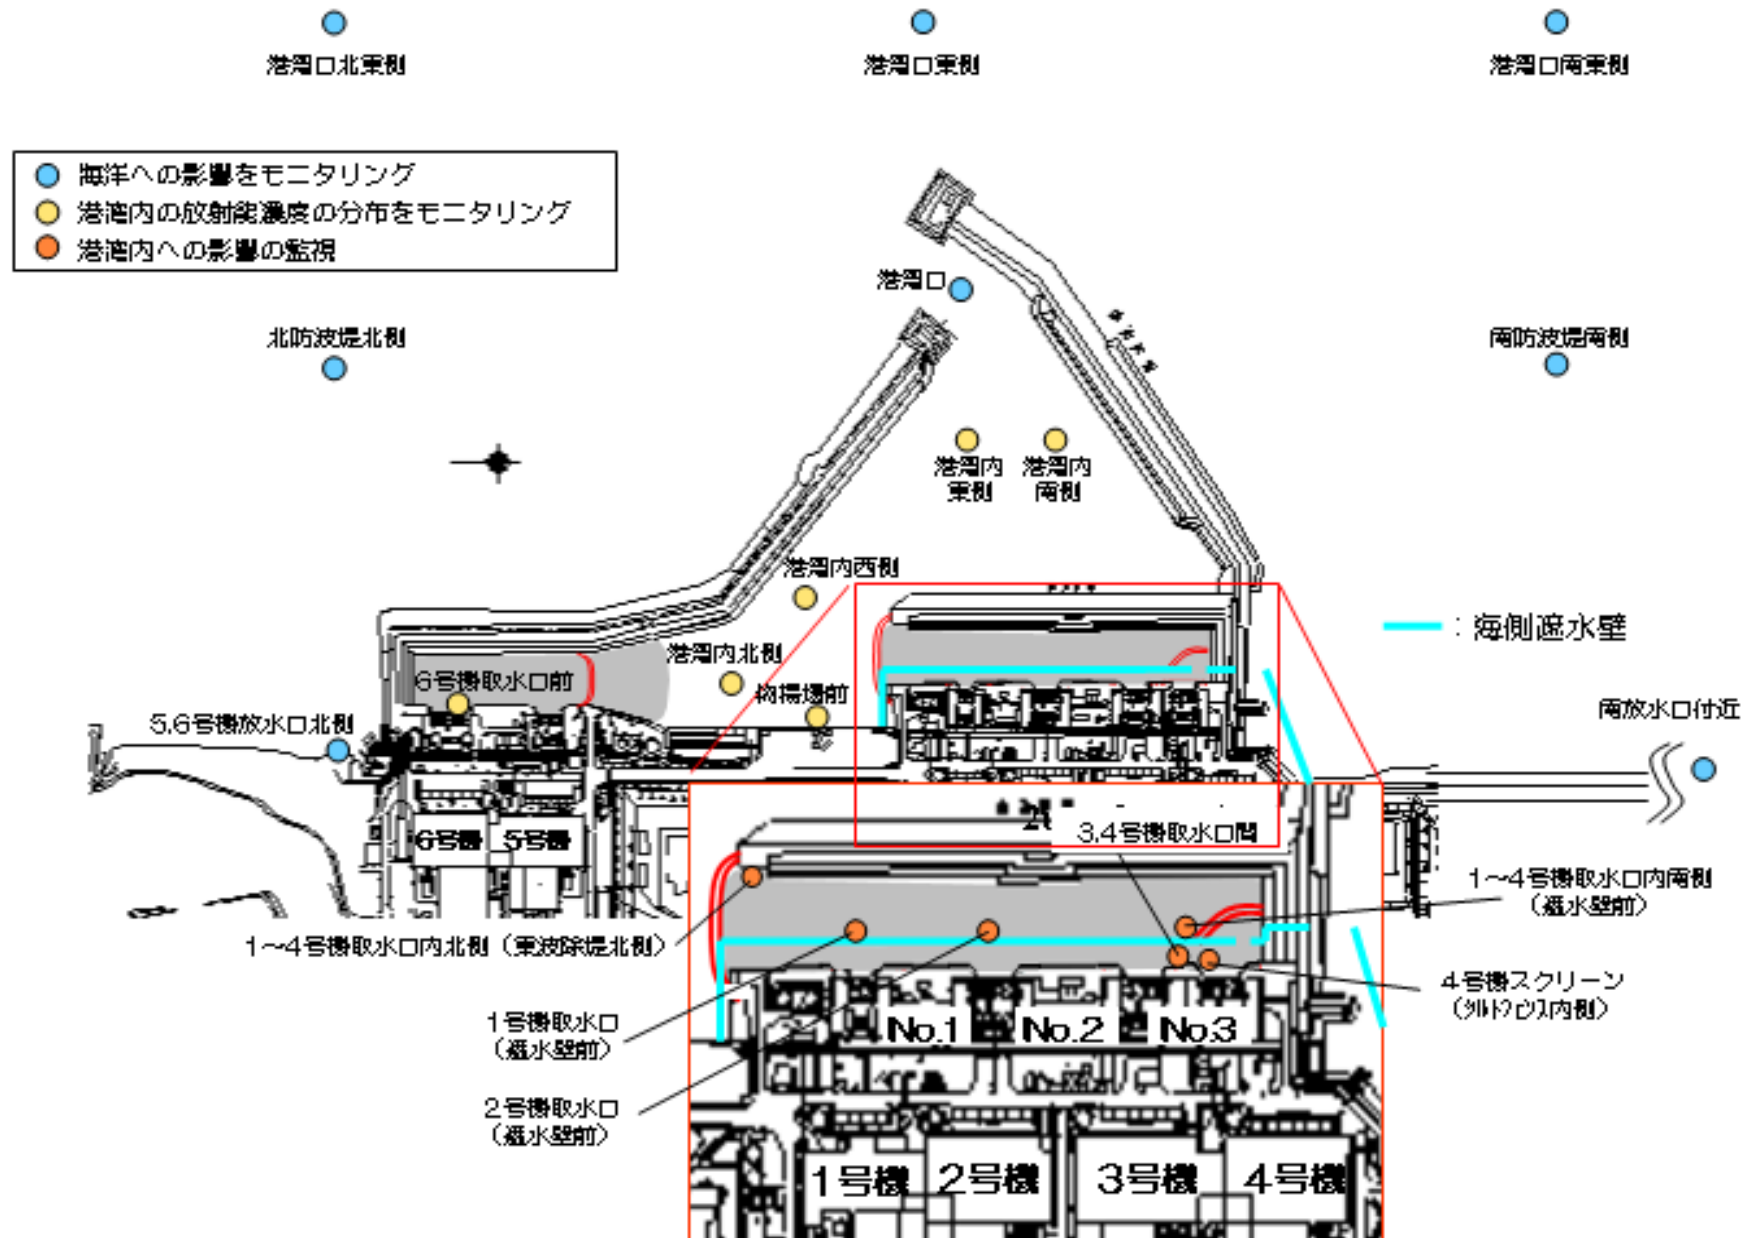 港湾口北東側
港湾口東側
港湾口南東側
海洋への影響をモニタリング
港湾内の放射能濃度の分布をモニタリング
港湾内への影響の監視
港湾口
北防波堤北側
南防波堤南側
港湾内
東側
港湾内
南側
港湾内西側
港湾内北側
：海側遮水壁
6号機取水口前
物揚場前
5,6号機放水口北側
南放水口付近
6号機
5号機
3,4号機取水口間
1～4号機取水口内南側
（遮水壁前）
1～4号機取水口内北側（東波除堤北側）
4号機スクリーン
（シルトフェンス内側）
1号機取水口
（遮水壁前）
No.1
No.2
No.3
2号機取水口
（遮水壁前）
1号機
2号機
3号機
4号機